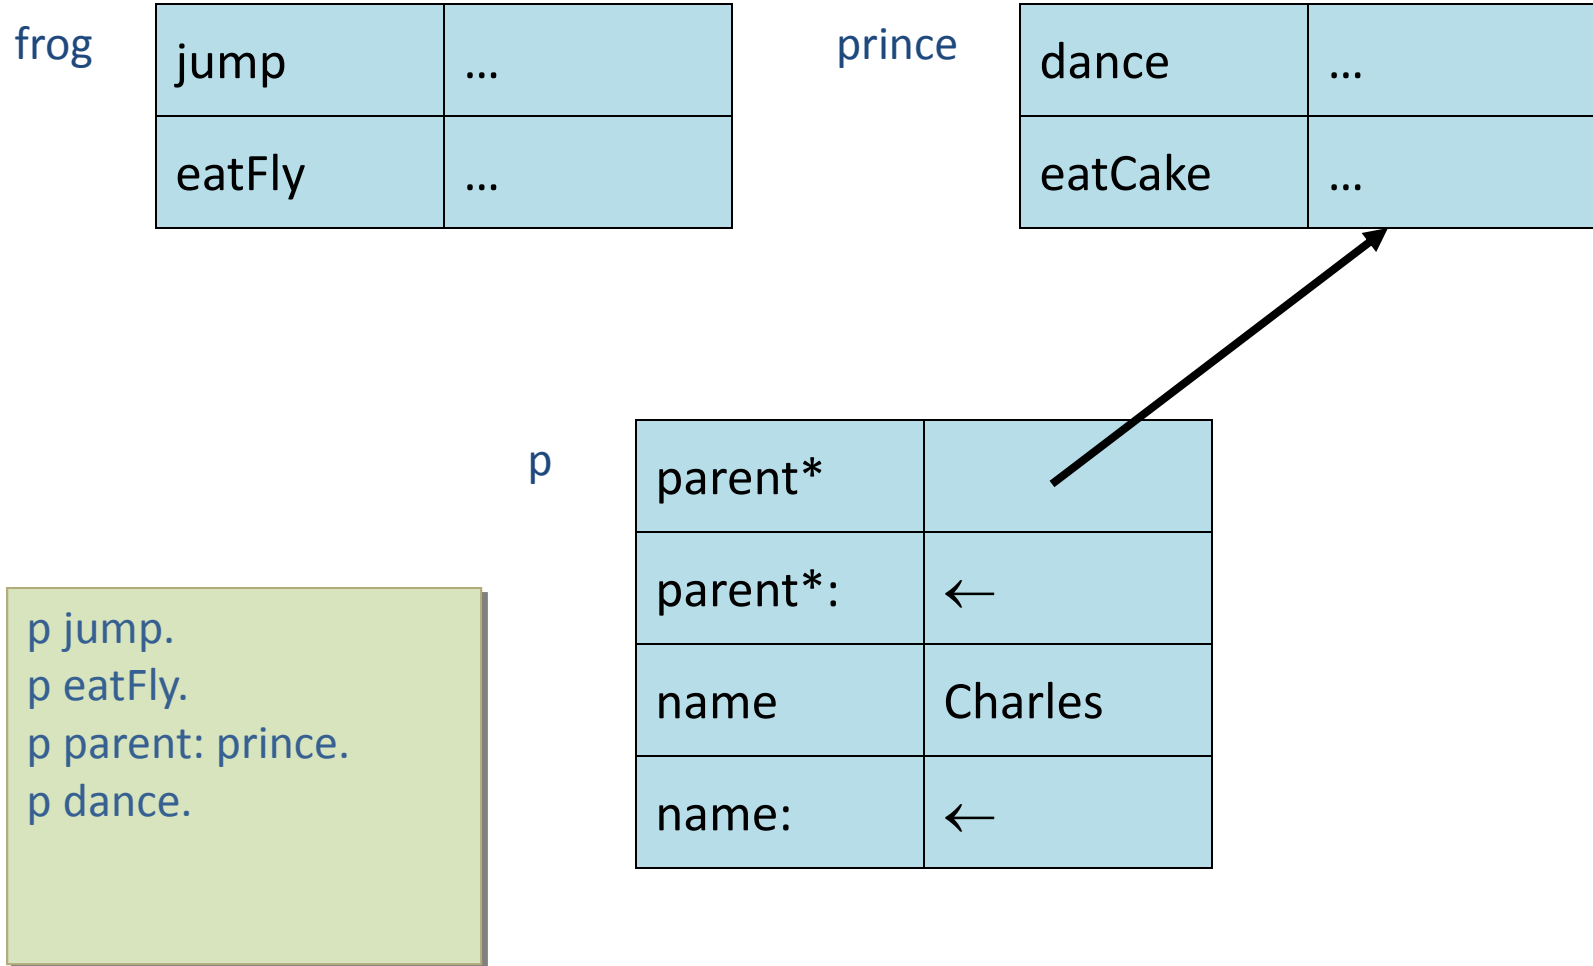 frog
jump …
eatFly …
prince
dance …
eatCake …
p
parent*
parent*: ←
name Charles
name: ←
p jump.
p eatFly.
p parent: prince.
p dance.